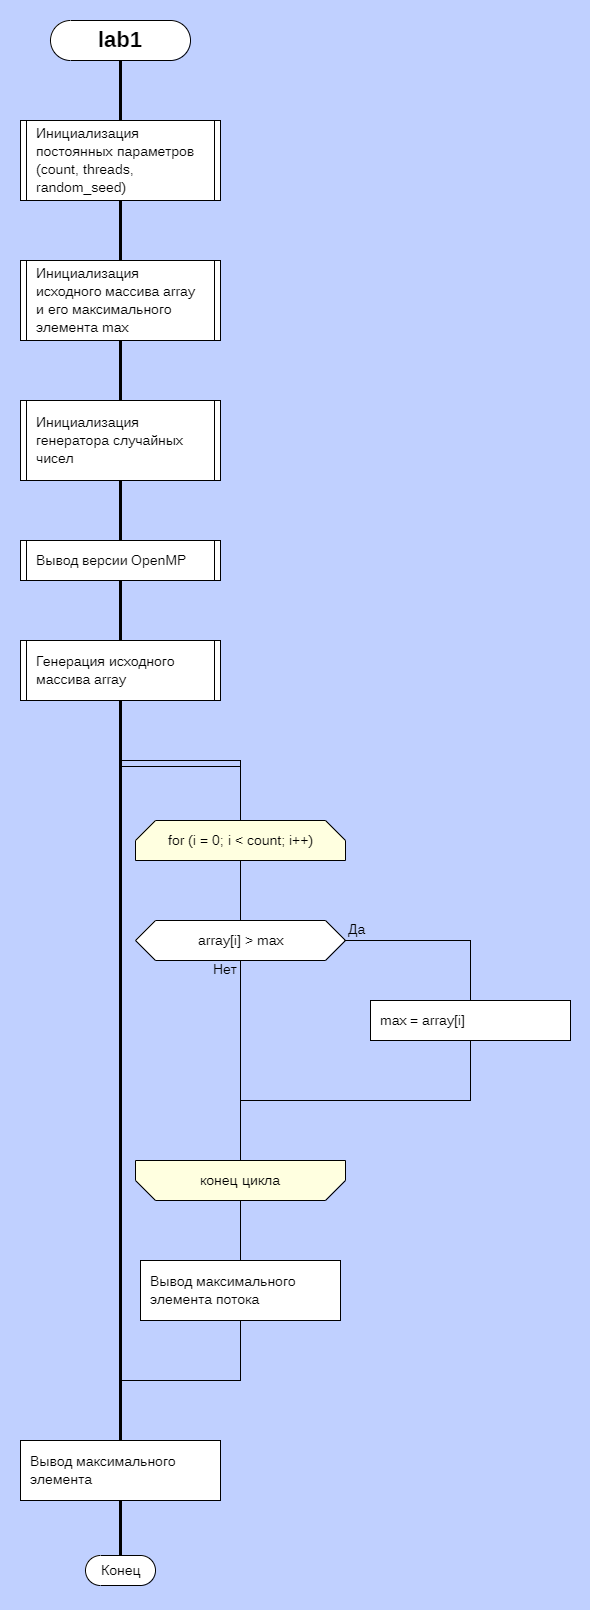 lab1
Инициализация
постоянных параметров
(count, threads,
random_seed)
Инициализация
исходного массива array
и его максимального
элемента max
Инициализация
генератора случайных
чисел
Вывод версии OpenMP
Генерация исходного
массива array
for (i = 0; i < count; i++)
array[i] > max
Да
Нет
max = array[i]
конец цикла
Вывод максимального
элемента потока
Вывод максимального
элемента
Конец